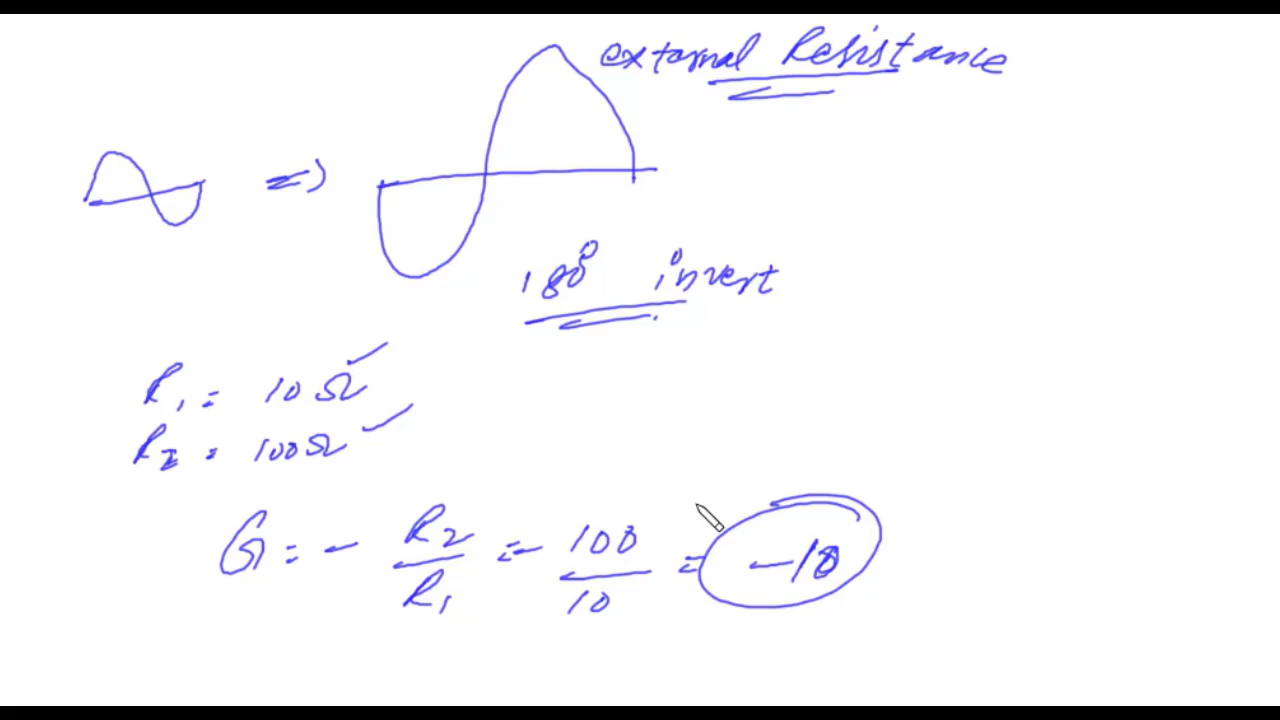 external Resistance
180° invert
R₁ = 10Ω
R₂ = 100Ω
G = - R₂/R₁ = - 100/10 = -10